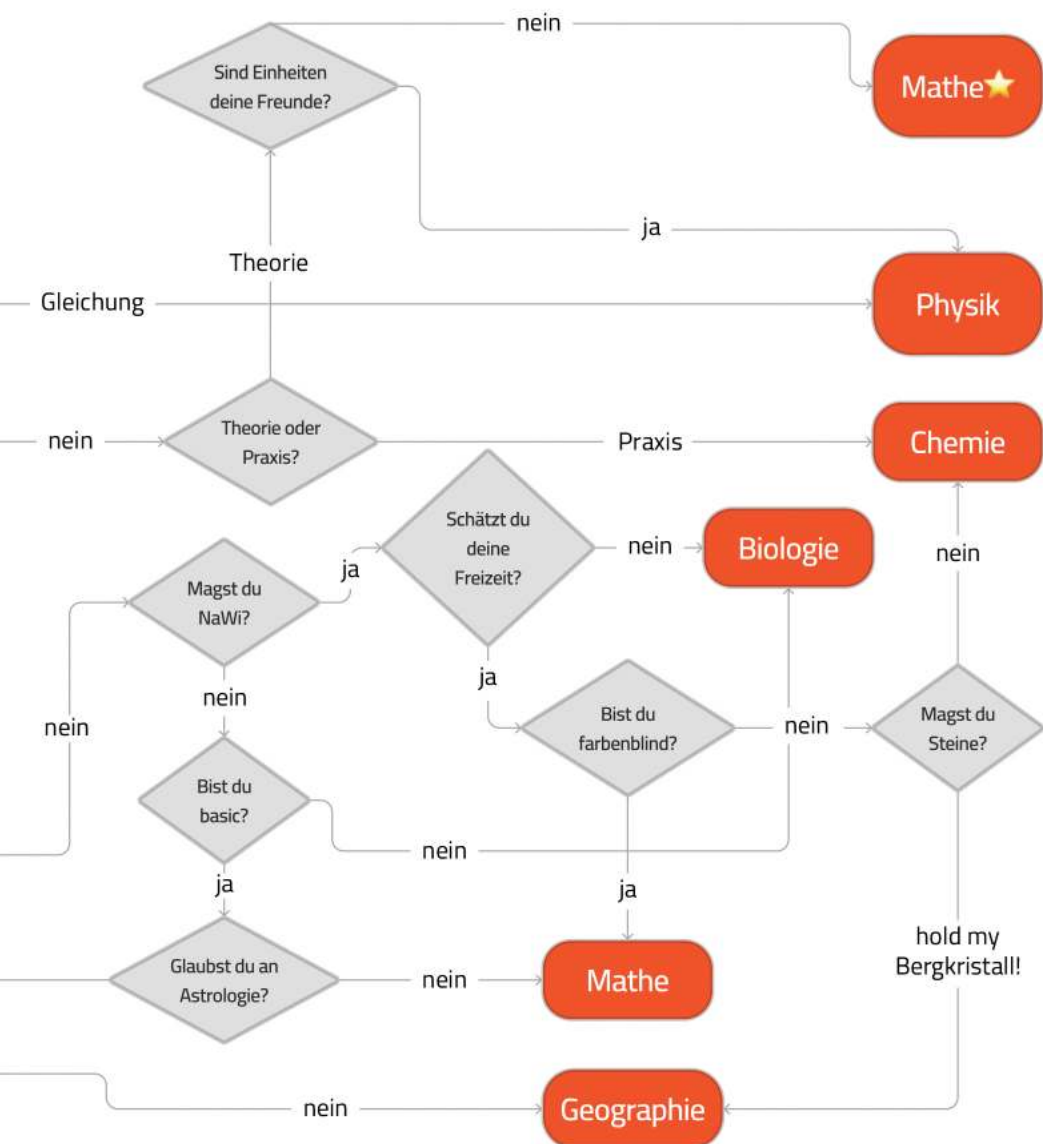 nein
Sind Einheiten
deine Freunde?
Mathe⭐
ja
Theorie
Gleichung
Physik
Theorie oder
Praxis?
nein
Praxis
Chemie
Schätzt du
deine
Freizeit?
nein
Biologie
nein
ja
Magst du
NaWi?
nein
ja
nein
Bist du
farbenblind?
nein
Magst du
Steine?
Bist du
basic?
nein
ja
ja
hold my
Bergkristall!
Glaubst du an
Astrologie?
nein
Mathe
nein
Geographie